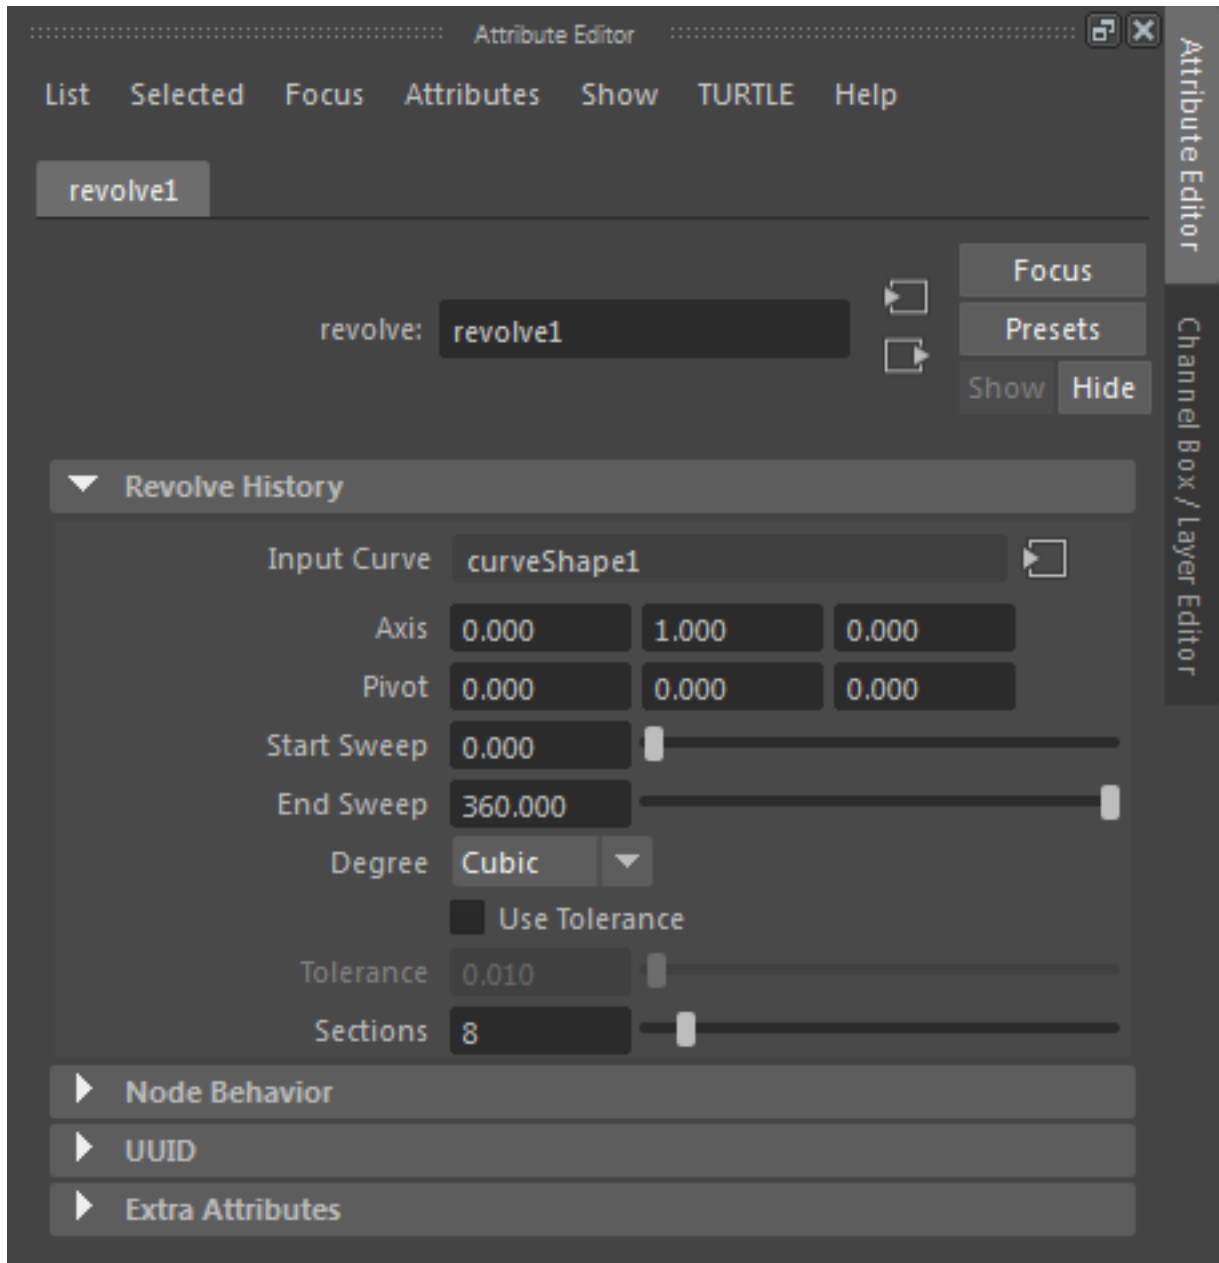 Attribute Editor
List Selected Focus Attributes Show TURTLE Help
revolve1
revolve: revolve1
Focus
Presets
Show Hide
Revolve History
Input Curve curveShape1
Axis 0.000 1.000 0.000
Pivot 0.000 0.000 0.000
Start Sweep 0.000
End Sweep 360.000
Degree Cubic
Use Tolerance
Tolerance 0.010
Sections 8
Node Behavior
UUID
Extra Attributes
Attribute Editor
Channel Box / Layer Editor